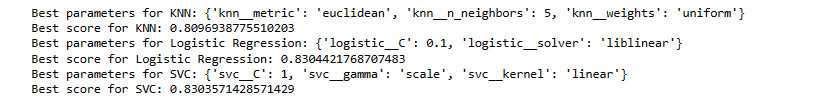 Best parameters for KNN: {'knn__metric': 'euclidean', 'knn__n_neighbors': 5, 'knn__weights': 'uniform'}
Best score for KNN: 0.8096938775510203
Best parameters for Logistic Regression: {'logistic__C': 0.1, 'logistic__solver': 'liblinear'}
Best score for Logistic Regression: 0.8304421768707483
Best parameters for SVC: {'svc__C': 1, 'svc__gamma': 'scale', 'svc__kernel': 'linear'}
Best score for SVC: 0.8303571428571429